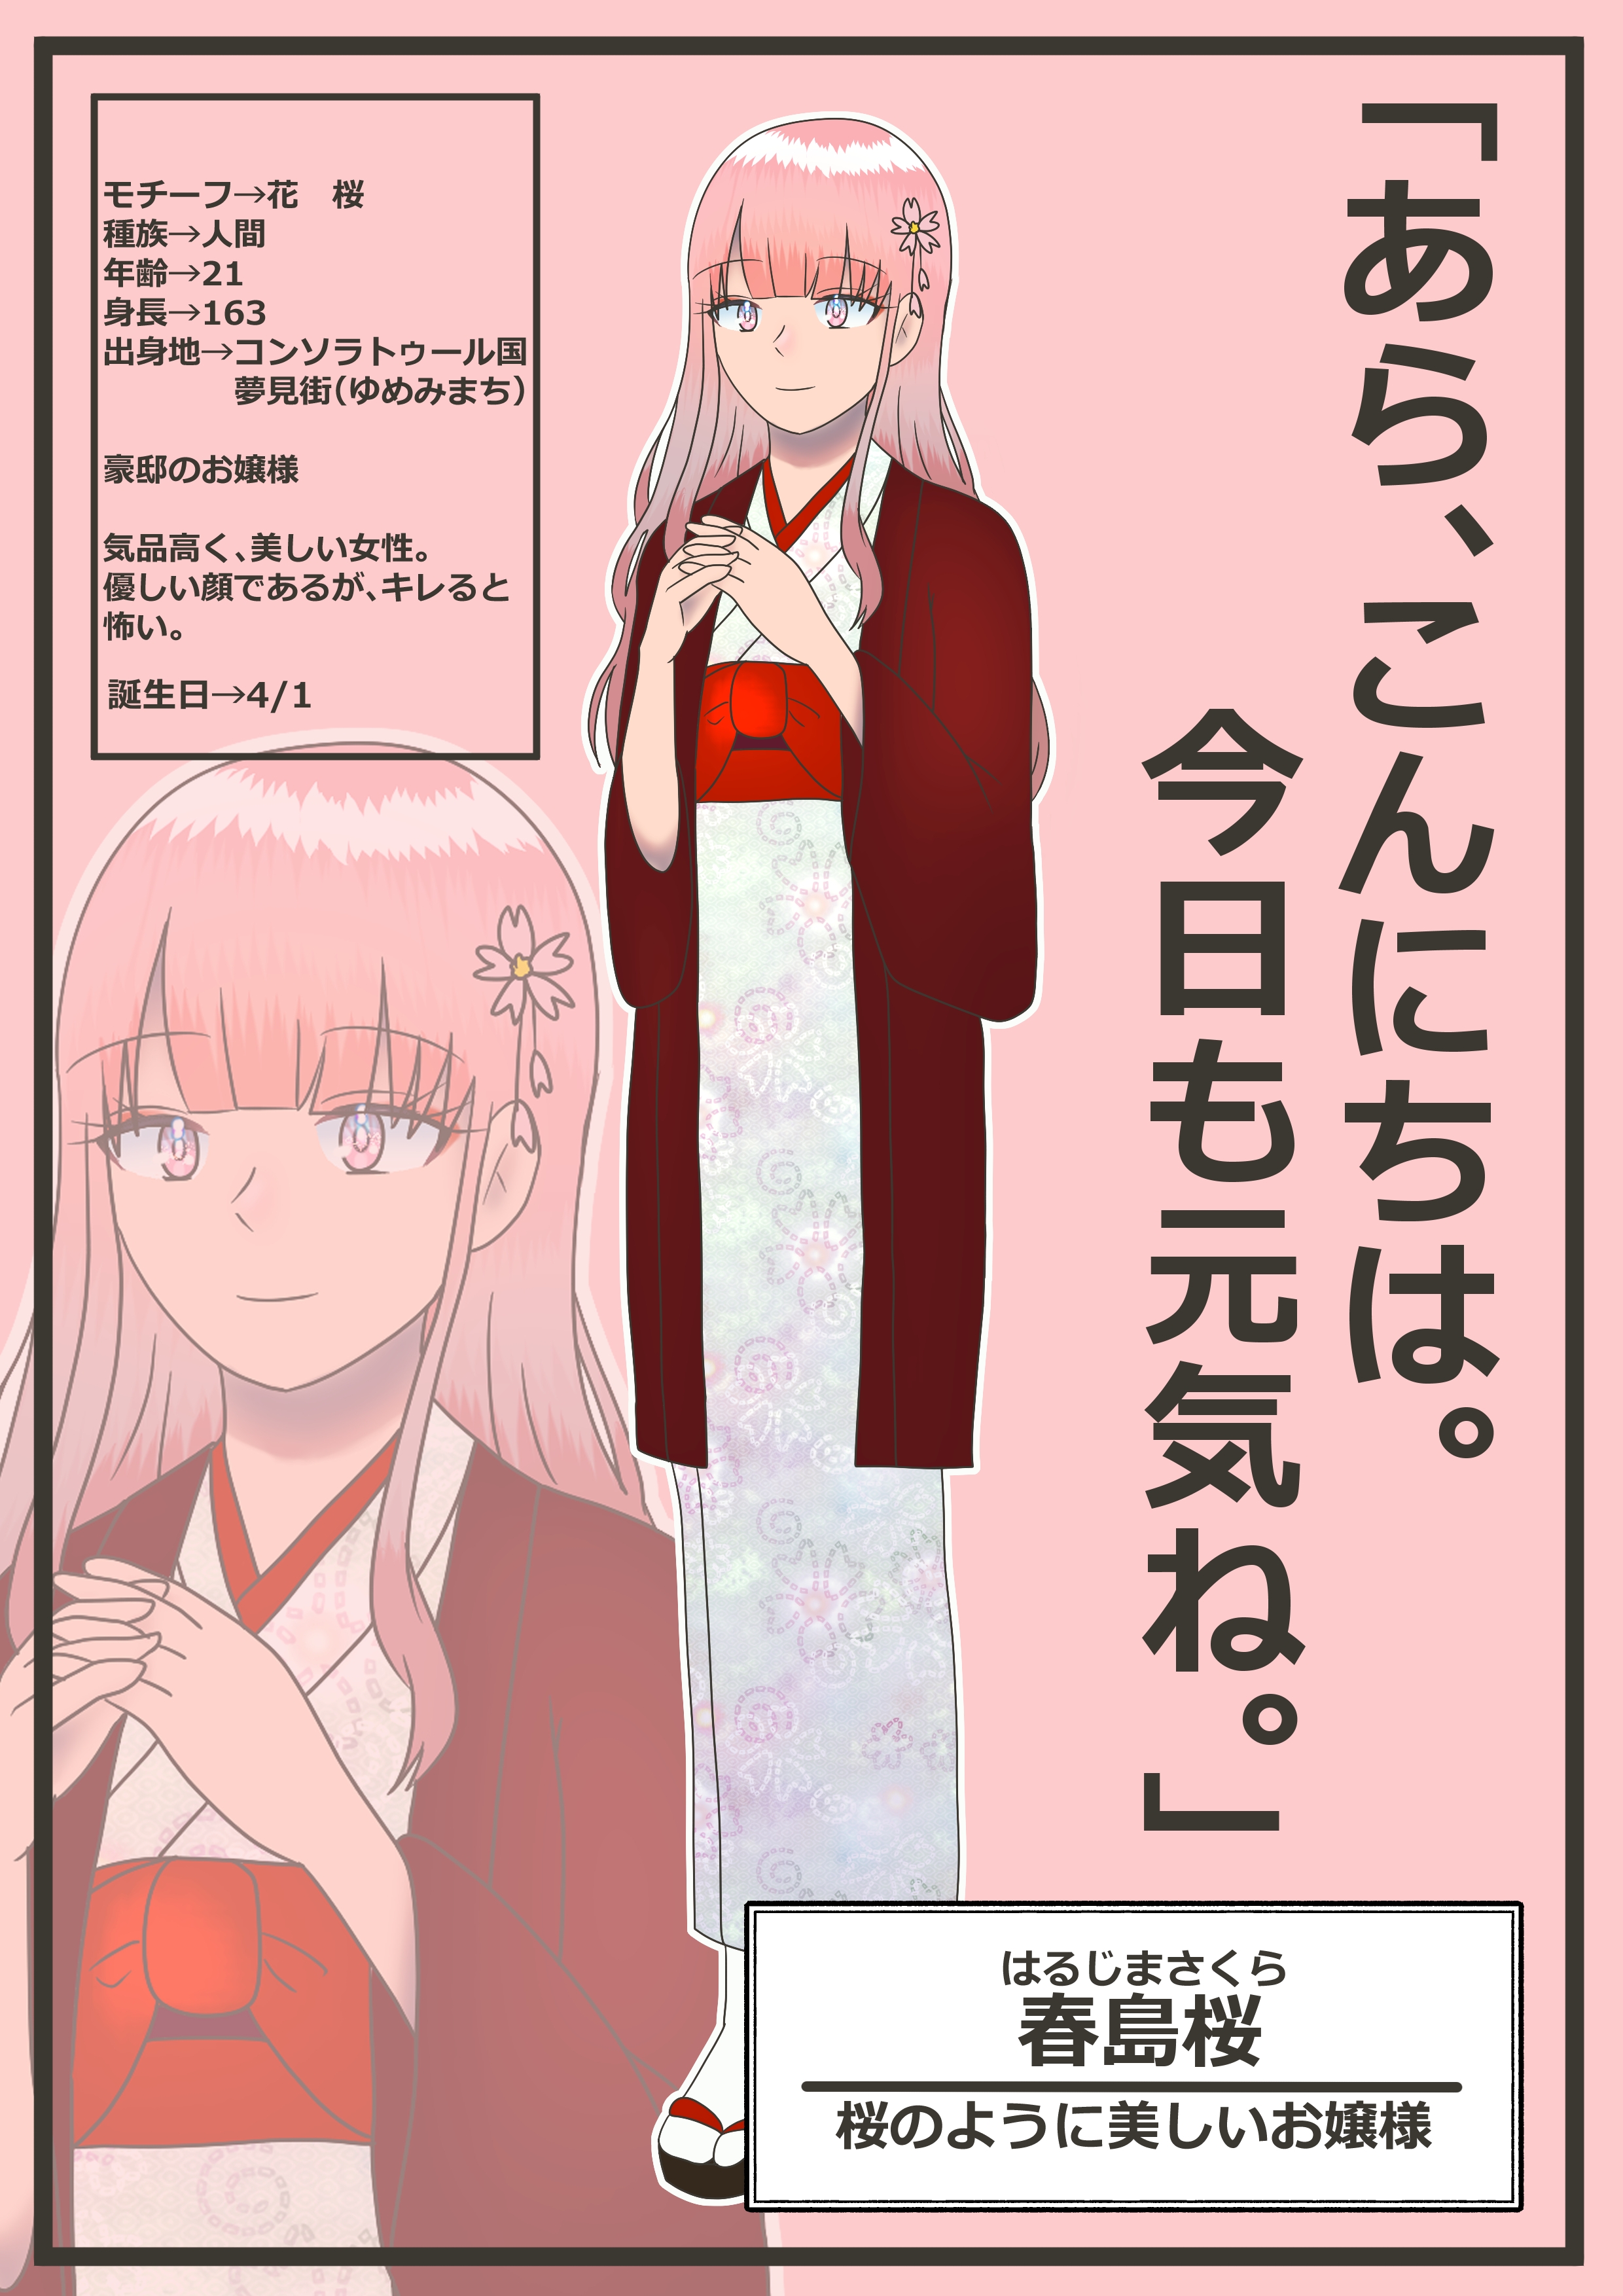 「あら、こんにちは。
今日も元気ね。」
モチーフ→花　桜
種族→人間
年齢→21
身長→163
出身地→コンソラトゥール国
夢見街(ゆめみまち)
豪邸のお嬢様
気品高く、美しい女性。
優しい顔であるが、キレると
怖い。
誕生日→4/1
はるじまさくら
春島桜
桜のように美しいお嬢様